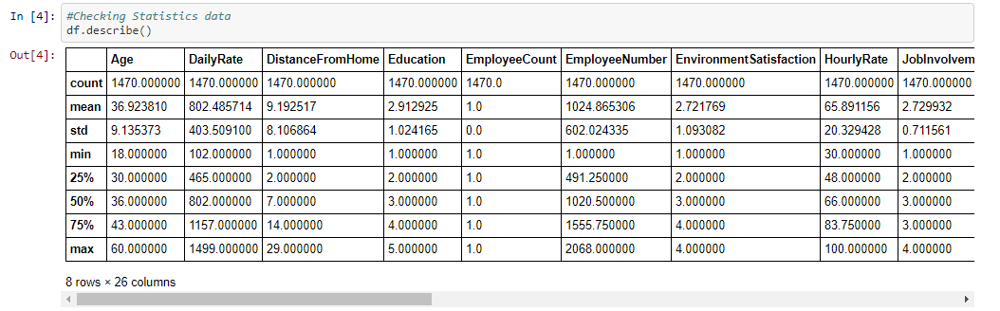 In [4]: #Checking Statistics data
df.describe()
Out[4]:
Age DailyRate DistanceFromHome Education EmployeeCount EmployeeNumber EnvironmentSatisfaction HourlyRate JobInvolvem
count 1470.000000 1470.000000 1470.000000 1470.000000 1470.0 1470.000000 1470.000000 1470.000000 1470.000000
mean 36.923810 802.485714 9.192517 2.912925 1.0 1024.865306 2.721769 65.891156 2.729932
std 9.135373 403.509100 8.106864 1.024165 0.0 602.024335 1.093082 20.329428 0.711561
min 18.000000 102.000000 1.000000 1.000000 1.0 1.000000 1.000000 30.000000 1.000000
25% 30.000000 465.000000 2.000000 2.000000 1.0 491.250000 2.000000 48.000000 2.000000
50% 36.000000 802.000000 7.000000 3.000000 1.0 1020.500000 3.000000 66.000000 3.000000
75% 43.000000 1157.000000 14.000000 4.000000 1.0 1555.750000 4.000000 83.750000 3.000000
max 60.000000 1499.000000 29.000000 5.000000 1.0 2068.000000 4.000000 100.000000 4.000000
8 rows × 26 columns